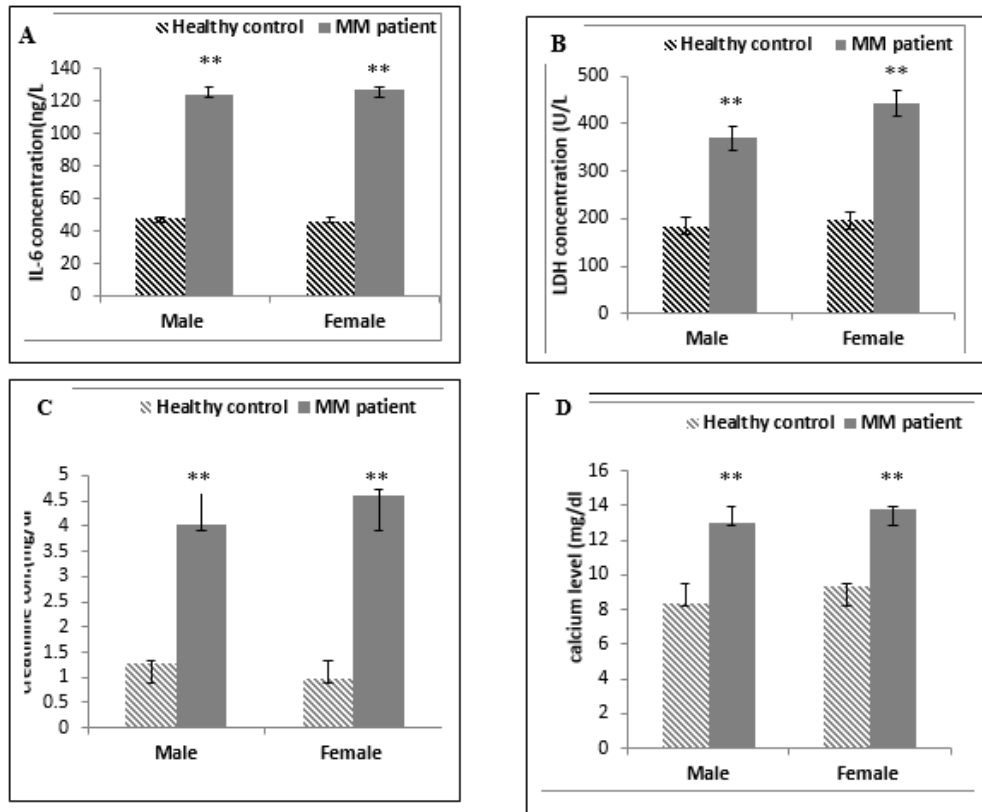 A
Healthy control MM patient
IL-6 concentration(ng/L)
140
120
100
80
60
40
20
0
** **
Male Female
B
Healthy control MM patient
LDH concentration (U/L
500
400
300
200
100
0
** **
Male Female
C
Healthy control MM patient
5
4.5
4
3.5
3
2.5
2
1.5
1
0.5
0
** **
Male Female
D
Healthy control MM patient
calcium level (mg/dl)
16
14
12
10
8
6
4
2
0
** **
Male Female